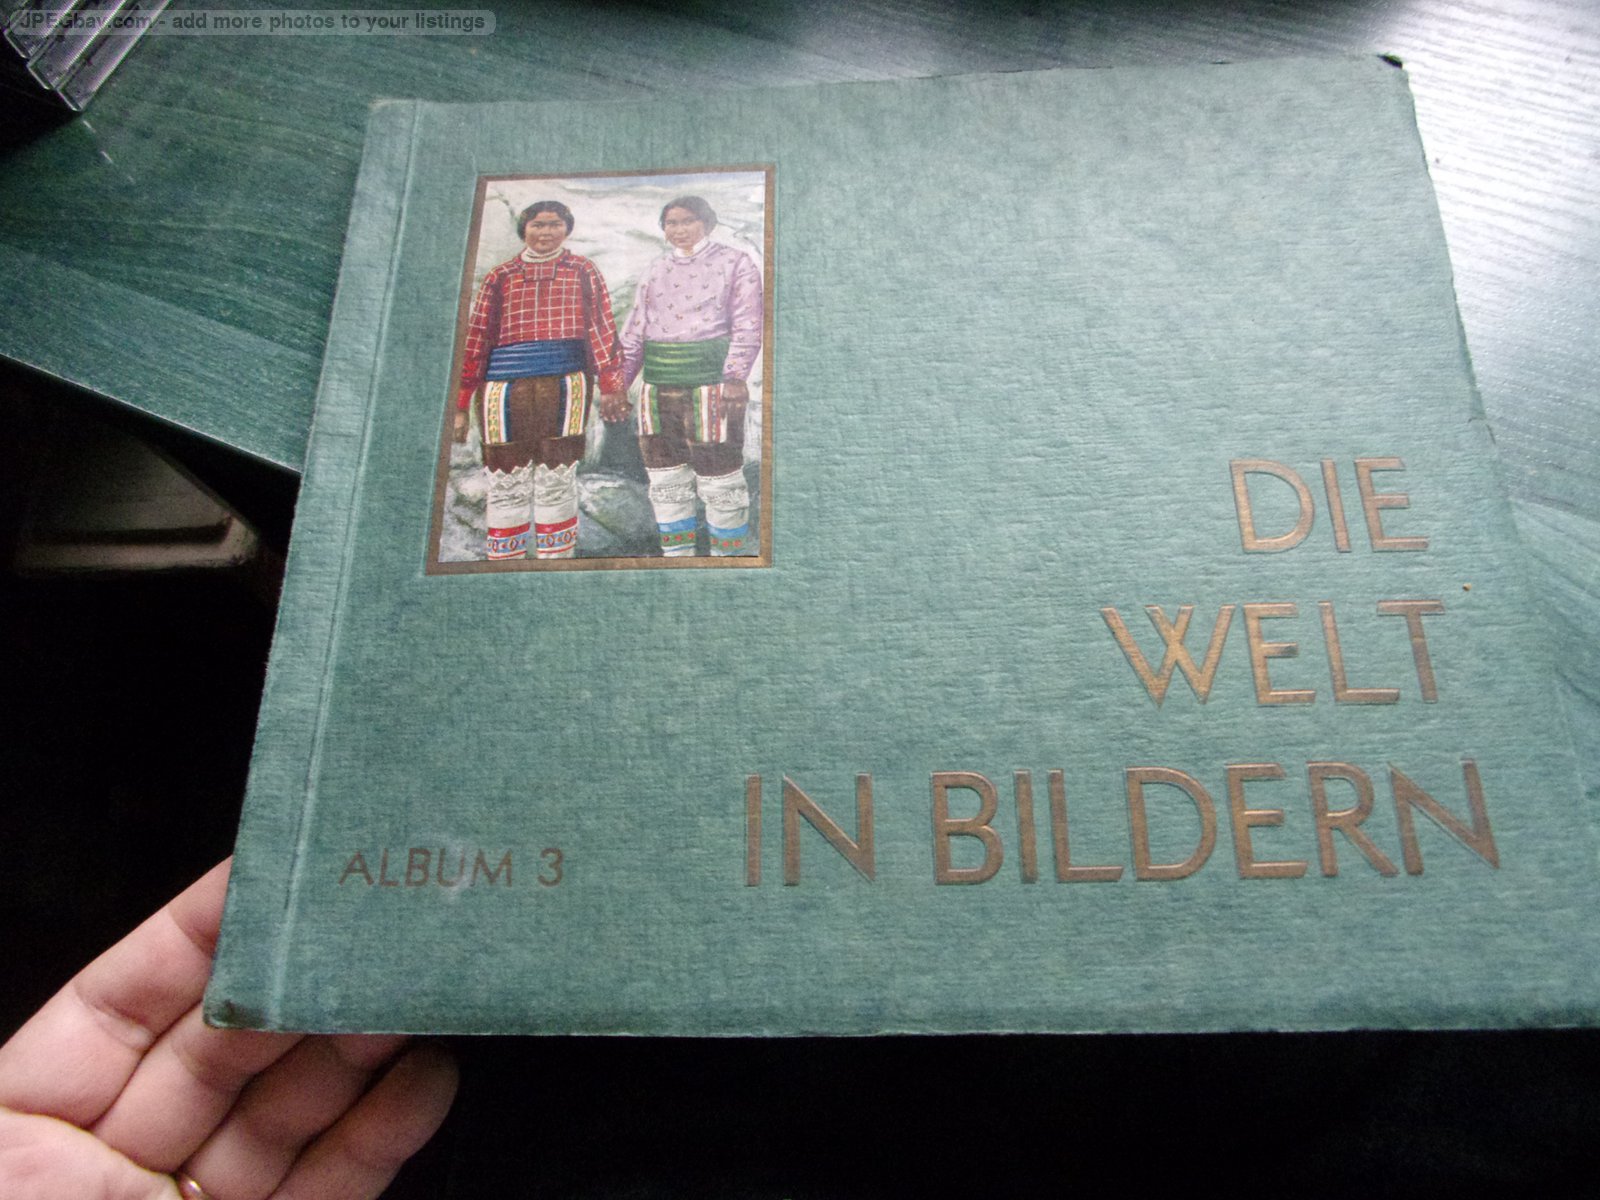 JPEGbay.com - add more photos to your listings
DIE
WELT
IN BILDERN
ALBUM 3